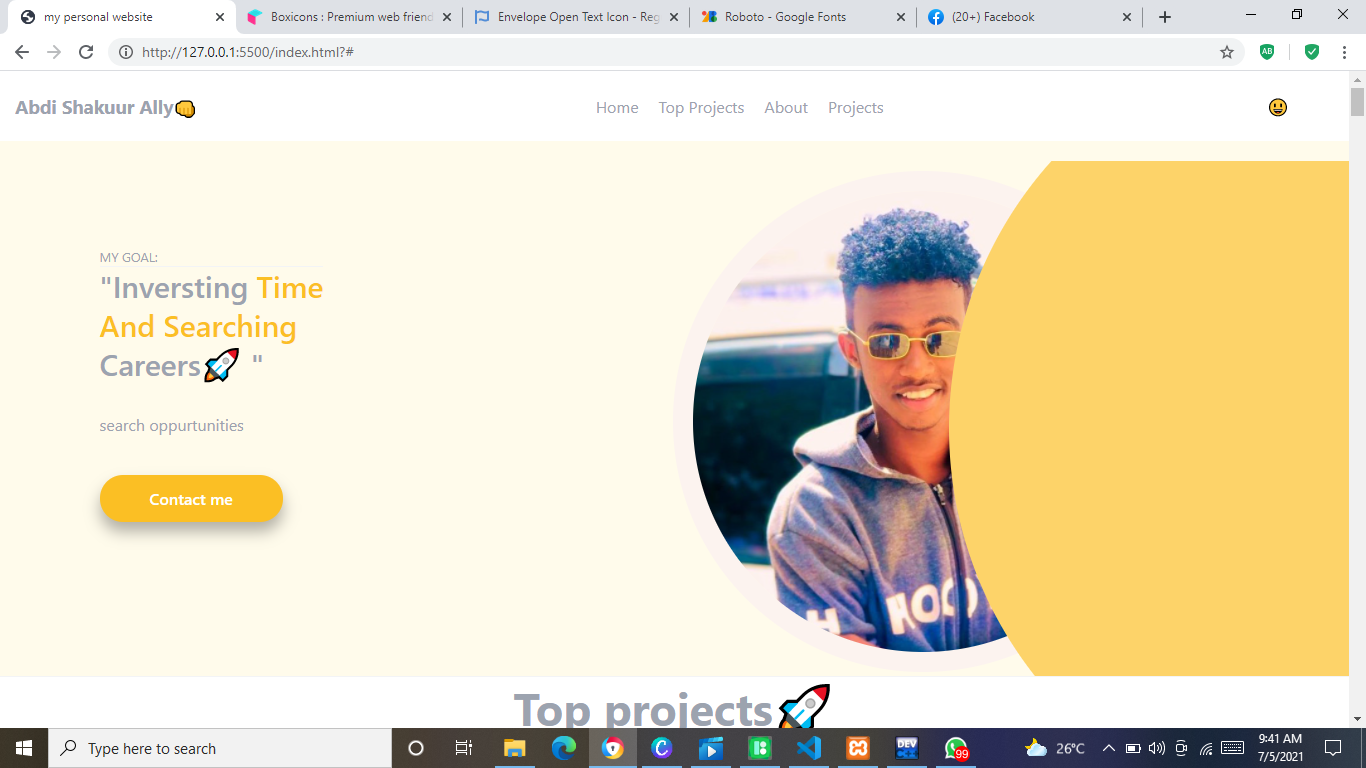 my personal website
Boxicons : Premium web friend
Envelope Open Text Icon - Reg
Roboto - Google Fonts
(20+) Facebook
http://127.0.0.1:5500/index.html?#
AB
Abdi Shakuur Ally👊
Home
Top Projects
About
Projects
😃
MY GOAL:
"Inversting Time
And Searching
Careers🚀 "
search oppurtunities
Contact me
Top projects🚀
Type here to search
DEV
C++
99
26°C
9:41 AM
7/5/2021